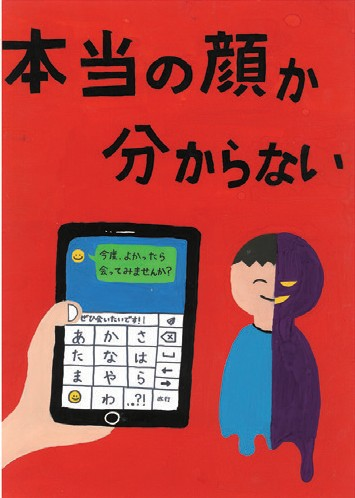 本当の顔か
分からない
今度、よかったら
会ってみませんか?
ぜひ会いたいです!
あ か さ
た な は
ま や ら
わ 、。?!
改行